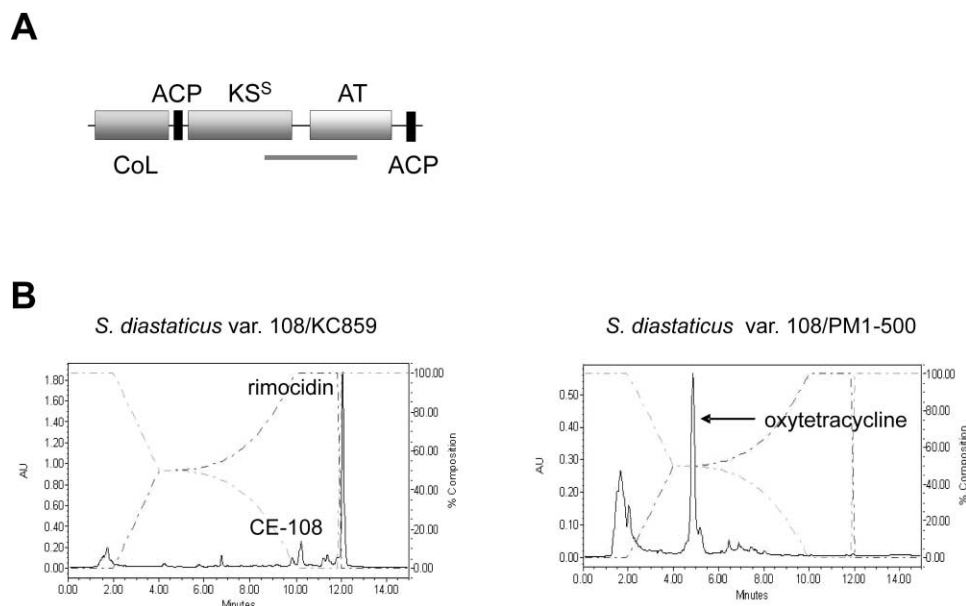 A
ACP KSS AT
CoL ACP
B
S. diastaticus var. 108/KC859
S. diastaticus var. 108/PM1-500
AU
1.80
1.60
1.40
1.20
1.00
0.80
0.60
0.40
0.20
0.00
rimocidin
CE-108
100.00
80.00
60.00
40.00
20.00
0.00
% Composition
0.00 2.00 4.00 6.00 8.00 10.00 12.00 14.00
Minutes
AU
0.50
0.40
0.30
0.20
0.10
0.00
oxytetracycline
100.00
80.00
60.00
40.00
20.00
0.00
% Composition
0.00 2.00 4.00 6.00 8.00 10.00 12.00 14.00
Minutes